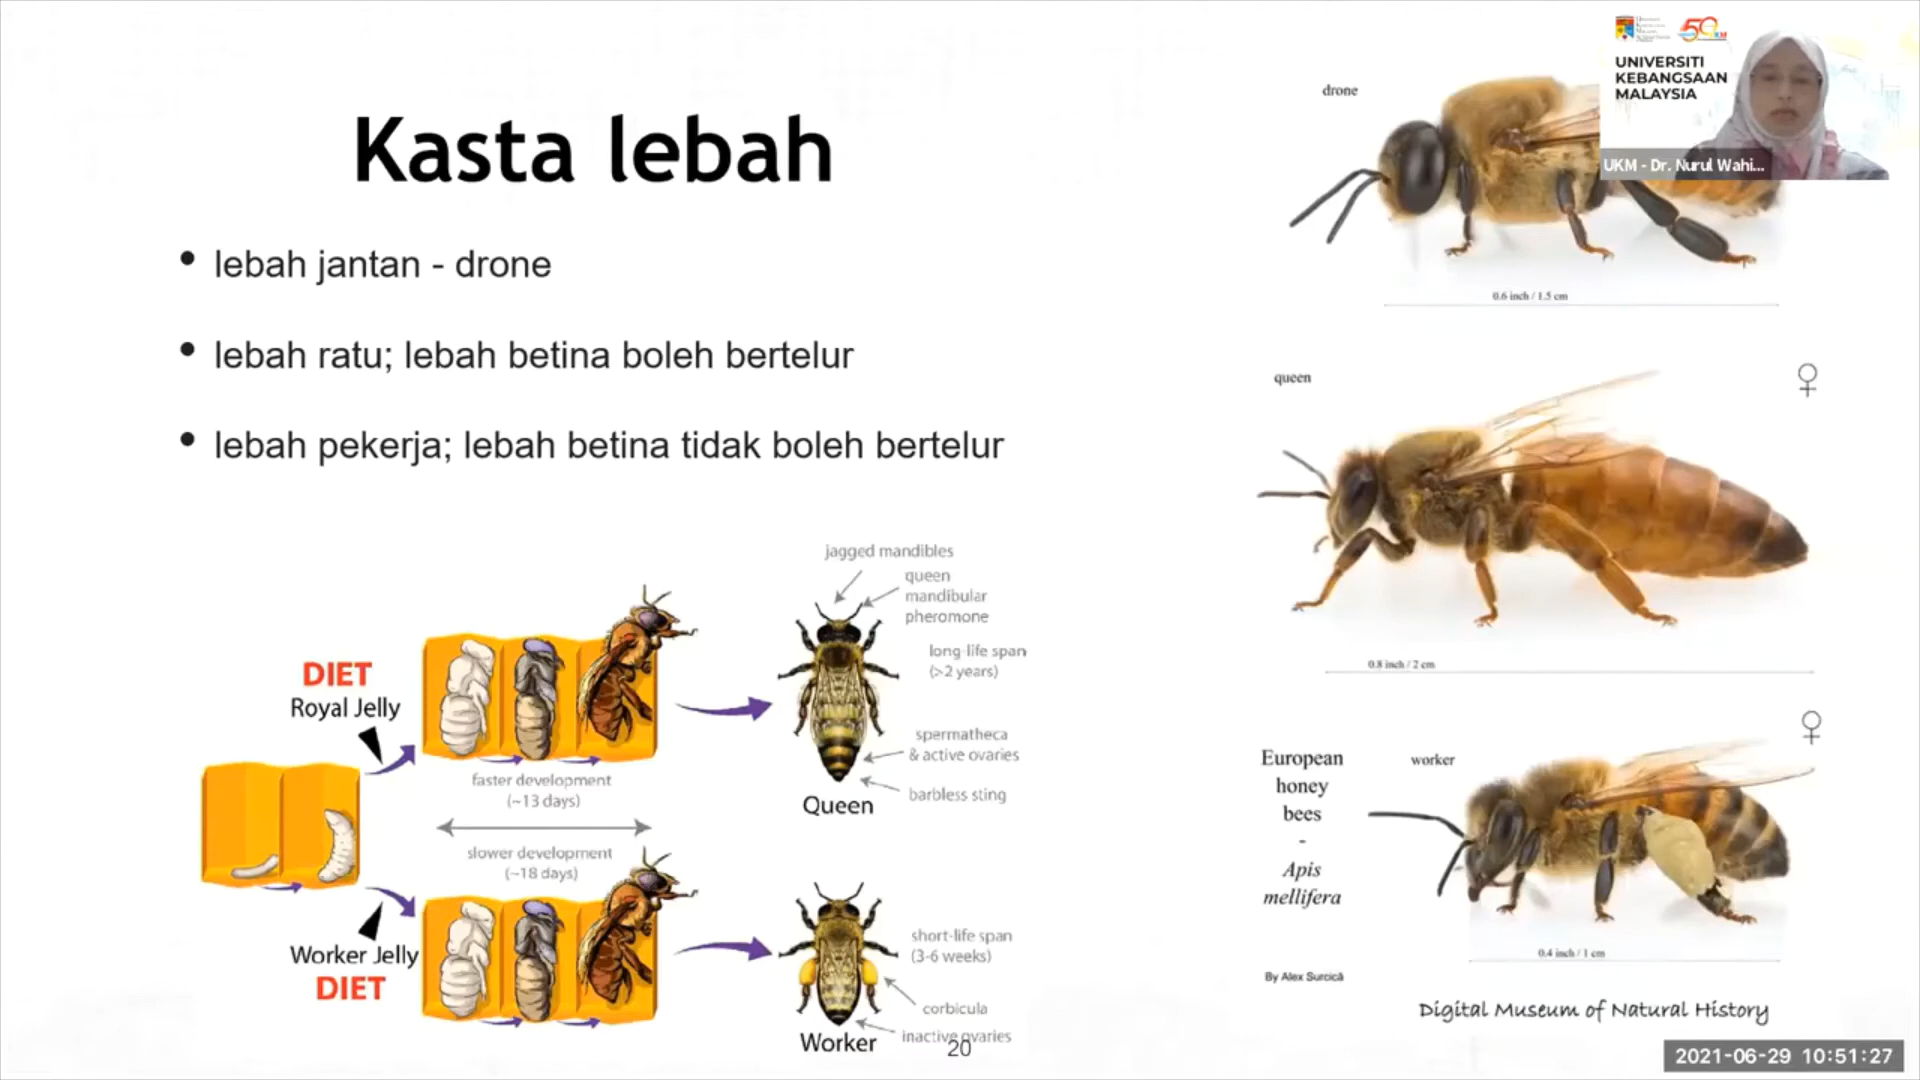 Kasta lebah
• lebah jantan - drone
• lebah ratu; lebah betina boleh bertelur
• lebah pekerja; lebah betina tidak boleh bertelur
DIET
Royal Jelly
faster development
(~13 days)
slower development
(~18 days)
Worker Jelly
DIET
jagged mandibles
queen
mandibular
pheromone
long-life span
(>2 years)
spermatheca
& active ovaries
barbless sting
Queen
short-life span
(3-6 weeks)
corbicula
inactive ovaries
Worker
20
drone
0.6 inch / 1.5 cm
queen
♀
0.8 inch / 2 cm
♀
worker
European
honey
bees
-
Apis
mellifera
0.4 inch / 1 cm
By Alex Surcică
Digital Museum of Natural History
50
UNIVERSITI
KEBANGSAAN
MALAYSIA
UKM - Dr. Nurul Wahi...
2021-06-29 10:51:27